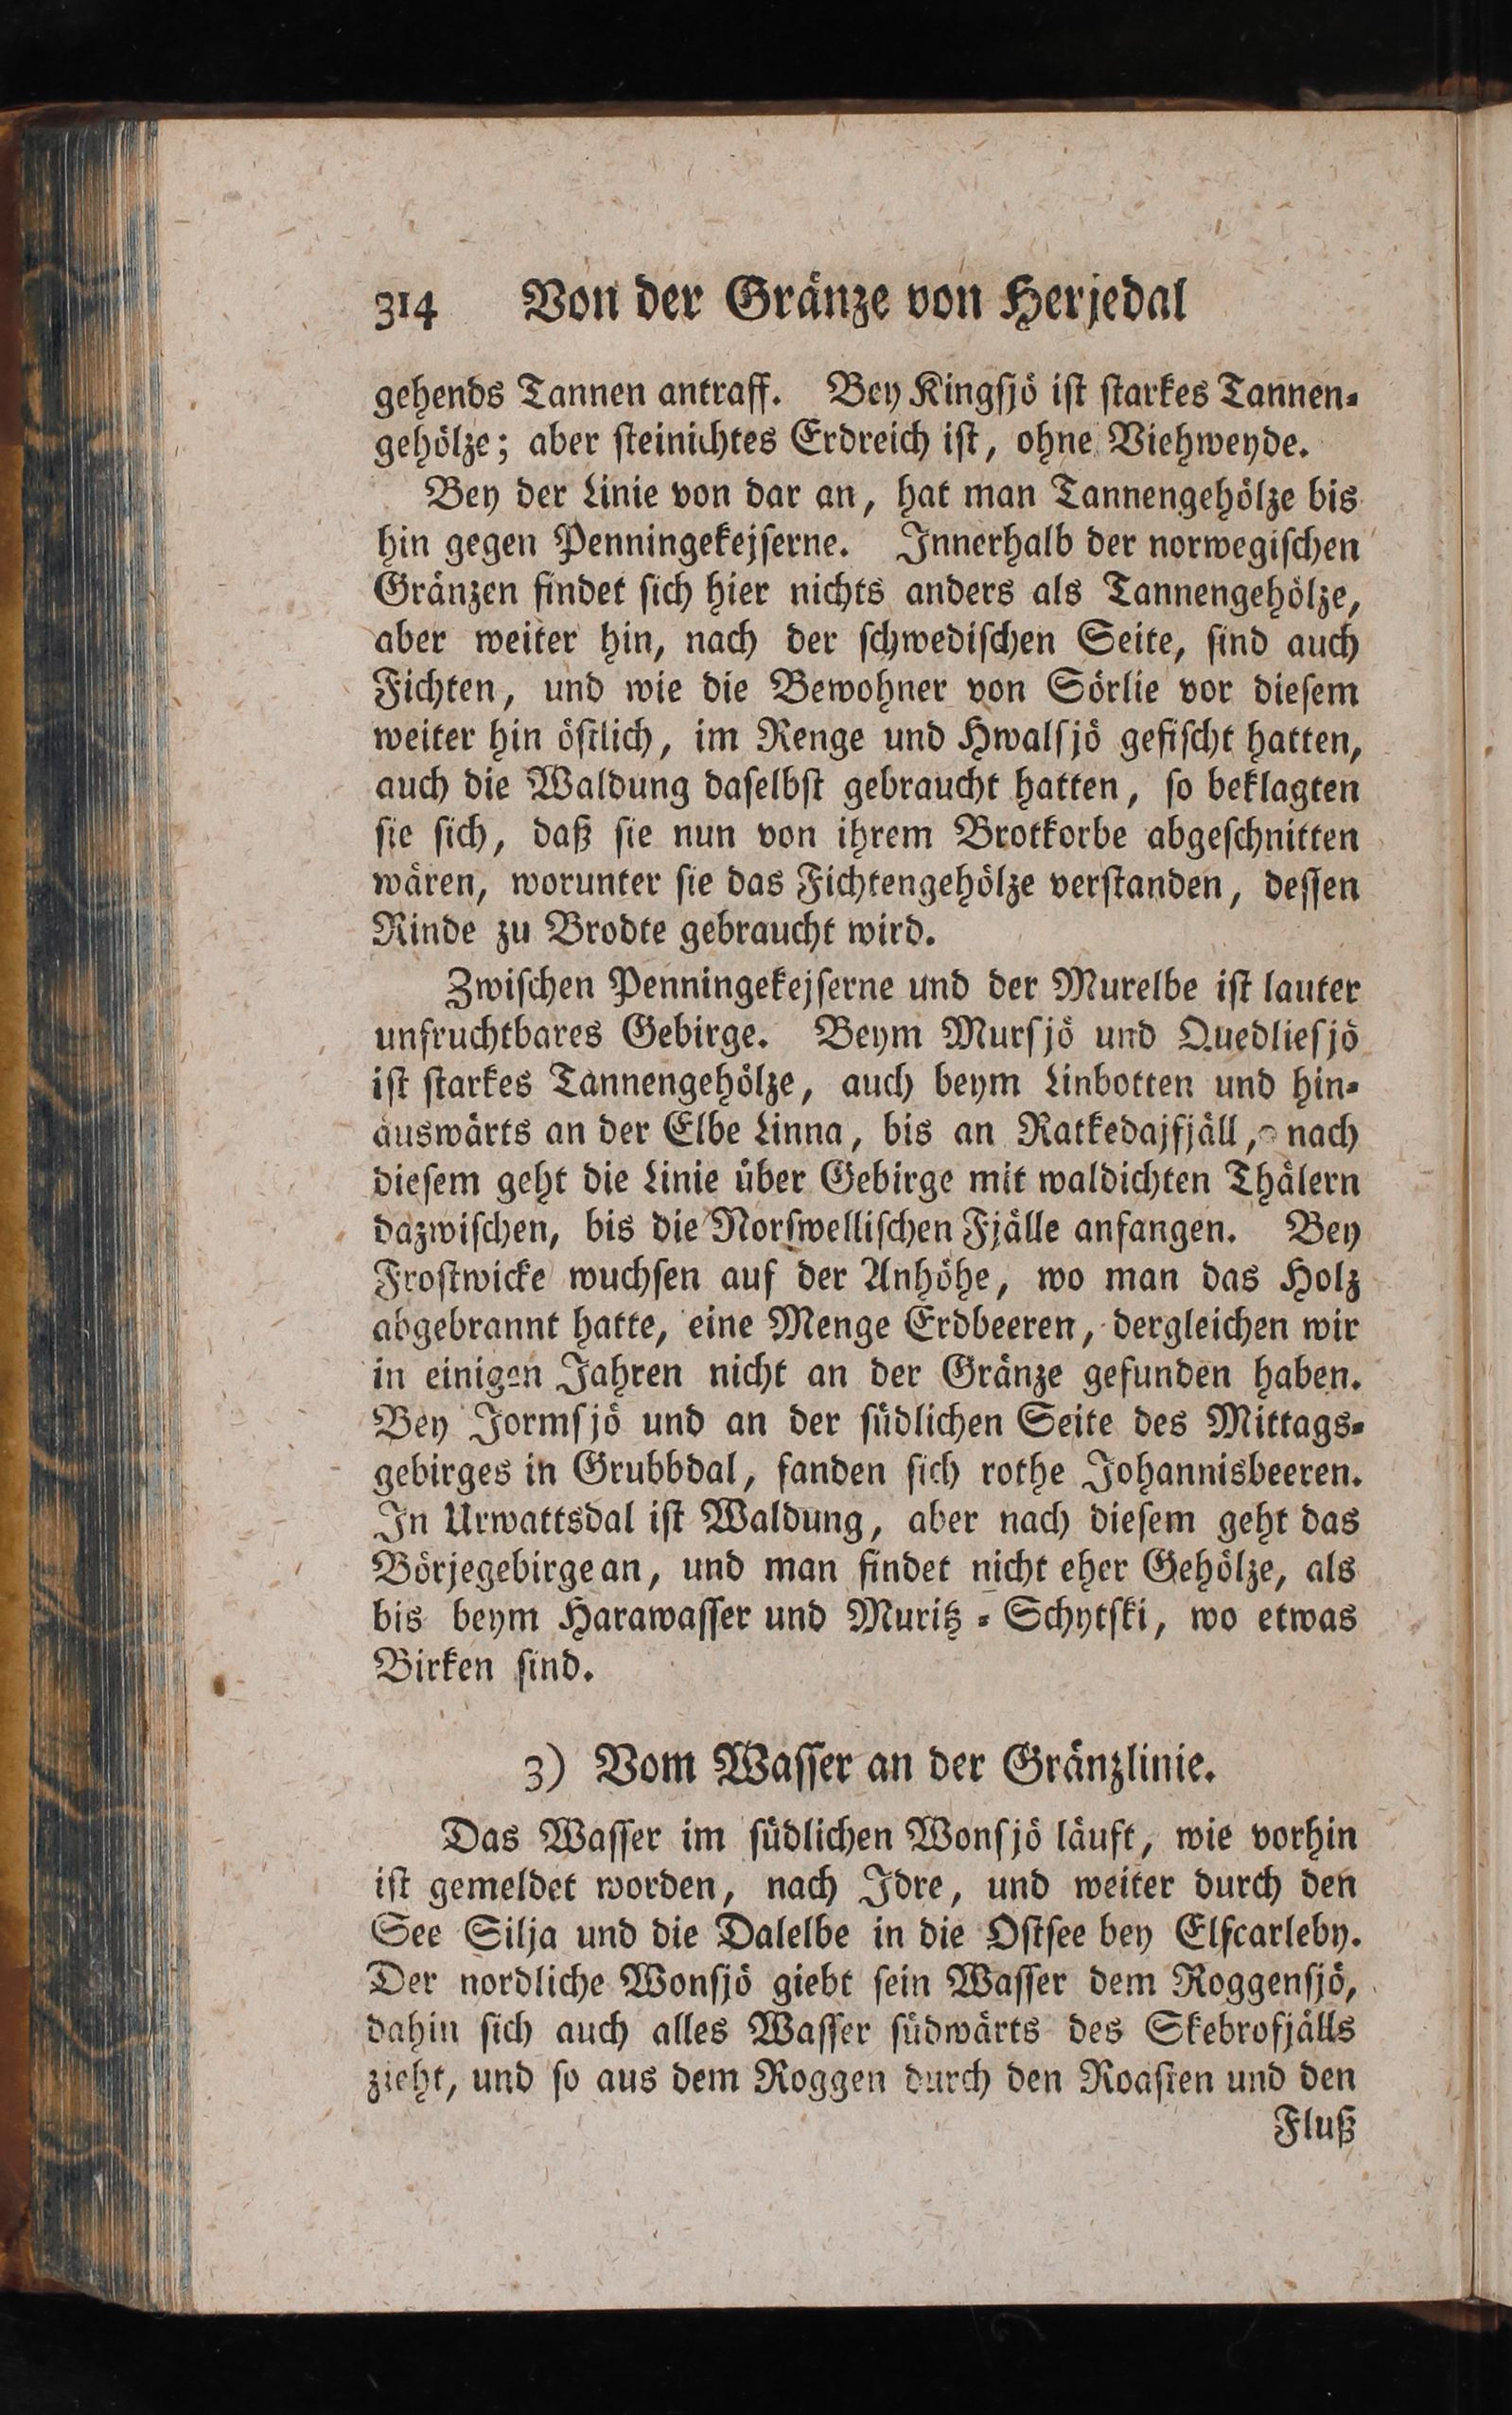 314 Von der Gränze von Herjedal
gehends Tannen antraff. Bey Kingſjö iſt ſtarkes Tannen-
gehölze; aber ſteinichtes Erdreich iſt, ohne Viehweyde.
Bey der Linie von dar an, hat man Tannengehölze bis
hin gegen Penningekejſerne. Innerhalb der norwegiſchen
Gränzen findet ſich hier nichts anders als Tannengehölze,
aber weiter hin, nach der ſchwediſchen Seite, ſind auch
Fichten, und wie die Bewohner von Sörlie vor dieſem
weiter hin öſtlich, im Renge und Hwalſjö gefiſcht hatten,
auch die Waldung daſelbſt gebraucht hatten, ſo beklagten
ſie ſich, daß ſie nun von ihrem Brotkorbe abgeſchnitten
wären, worunter ſie das Fichtengehölze verſtanden, deſſen
Rinde zu Brodte gebraucht wird.
Zwiſchen Penningekejſerne und der Murelbe iſt lauter
unfruchtbares Gebirge. Beym Murſjö und Quedlieſjö
iſt ſtarkes Tannengehölze, auch beym Linbotten und hin-
auswärts an der Elbe Linna, bis an Ratkedajfjäll, nach
dieſem geht die Linie über Gebirge mit waldichten Thälern
dazwiſchen, bis die Norſwelliſchen Fjälle anfangen. Bey
Froſtwicke wuchſen auf der Anhöhe, wo man das Holz
abgebrannt hatte, eine Menge Erdbeeren, dergleichen wir
in einigen Jahren nicht an der Gränze gefunden haben.
Bey Jormſjö und an der ſüdlichen Seite des Mittags-
gebirges in Grubbdal, fanden ſich rothe Johannisbeeren.
In Urwattsdal iſt Waldung, aber nach dieſem geht das
Börjegebirge an, und man findet nicht eher Gehölze, als
bis beym Harawaſſer und Muritz-Schytſki, wo etwas
Birken ſind.
3) Vom Waſſer an der Gränzlinie.
Das Waſſer im ſüdlichen Wonſjö läuft, wie vorhin
iſt gemeldet worden, nach Idre, und weiter durch den
See Silja und die Dalelbe in die Oſtſee bey Elfcarleby.
Der nordliche Wonſjö giebt ſein Waſſer dem Roggenſjö,
dahin ſich auch alles Waſſer ſüdwärts des Skebrofjälls
zieht, und ſo aus dem Roggen durch den Roaſten und den
Fluß